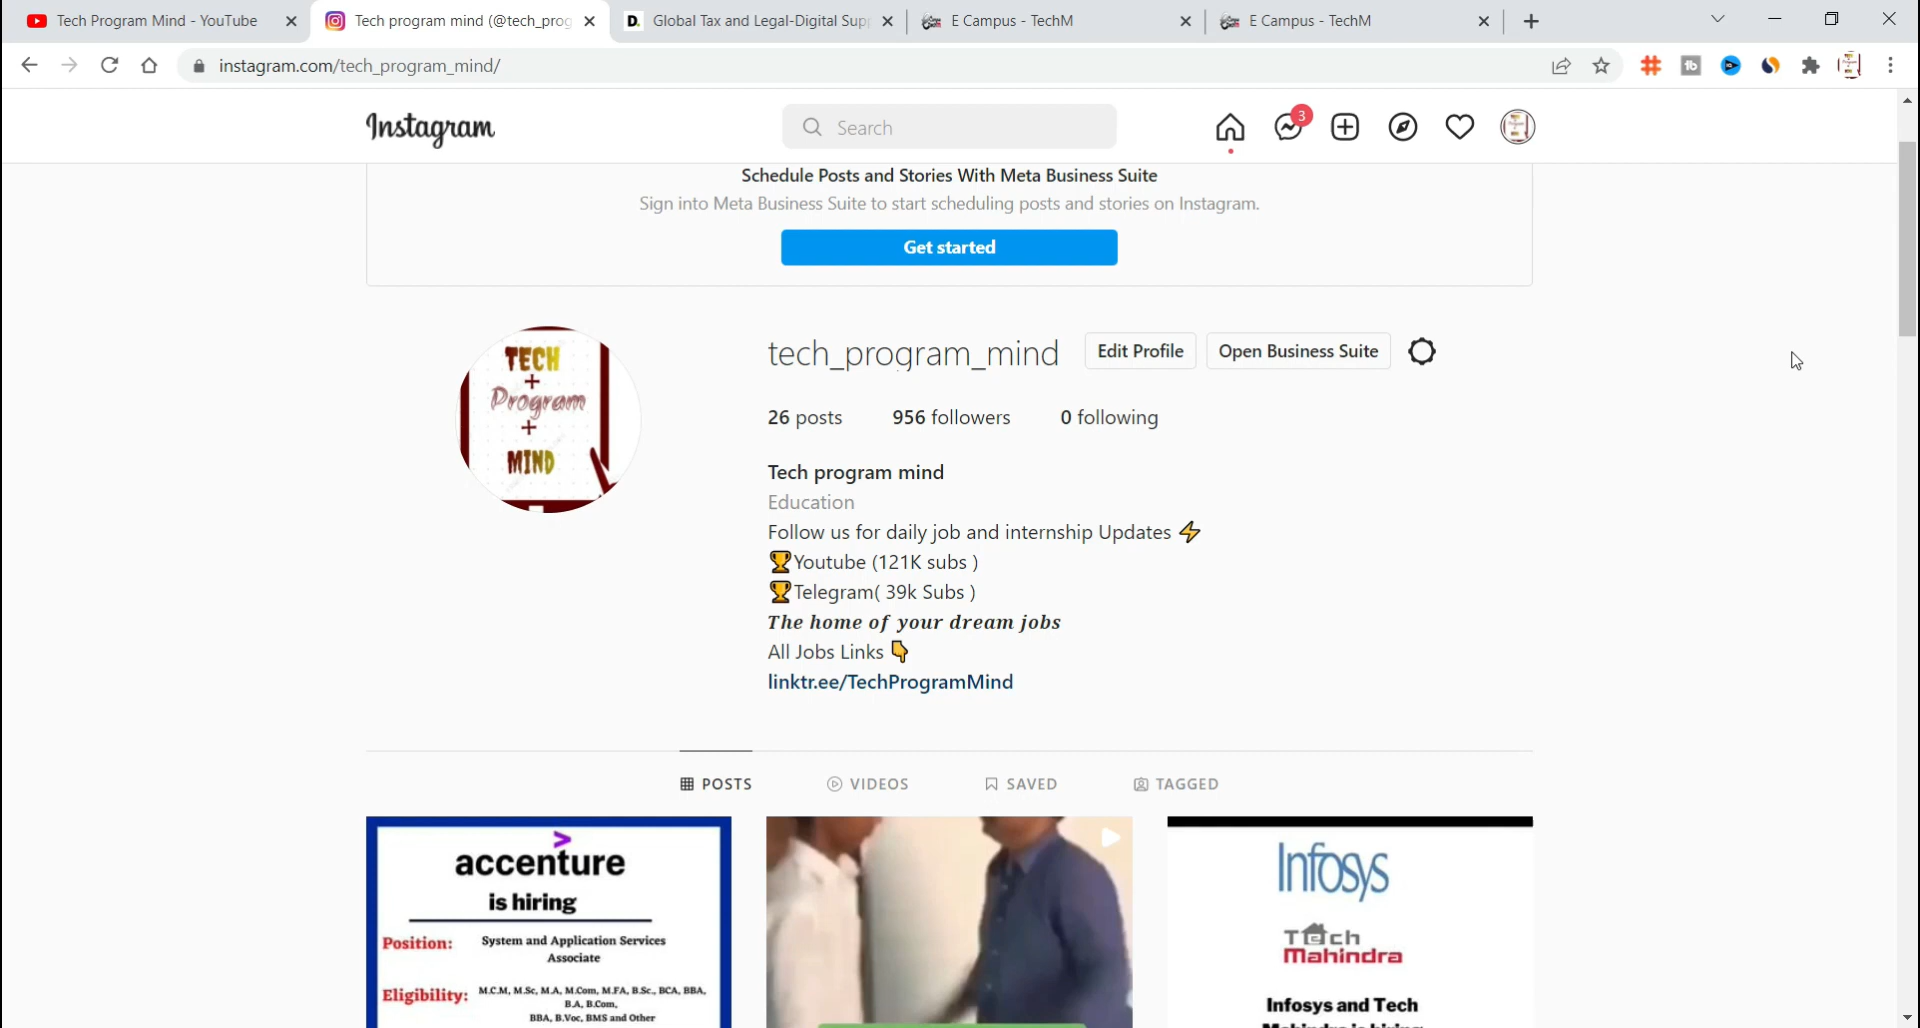 Tech Program Mind - YouTube
Tech program mind (@tech_prog
D. Global Tax and Legal-Digital Supp
E Campus - TechM
E Campus - TechM
instagram.com/tech_program_mind/
Instagram
Search
3
Schedule Posts and Stories With Meta Business Suite
Sign into Meta Business Suite to start scheduling posts and stories on Instagram.
Get started
TECH
+
Program
+
MIND
tech_program_mind
Edit Profile
Open Business Suite
26 posts
956 followers
0 following
Tech program mind
Education
Follow us for daily job and internship Updates ⚡
🏆Youtube (121K subs )
🏆Telegram( 39k Subs )
The home of your dream jobs
All Jobs Links 👇
linktr.ee/TechProgramMind
POSTS
VIDEOS
SAVED
TAGGED
accenture
is hiring
Position: System and Application Services
Associate
Eligibility: M.C.M, M.Sc, M.A, M.Com, M.FA, B.Sc., BCA, BBA,
B.A, B.Com,
BBA, B.Voc, BMS and Other
Infosys
Tech
Mahindra
Infosys and Tech
Mahindra is hiring